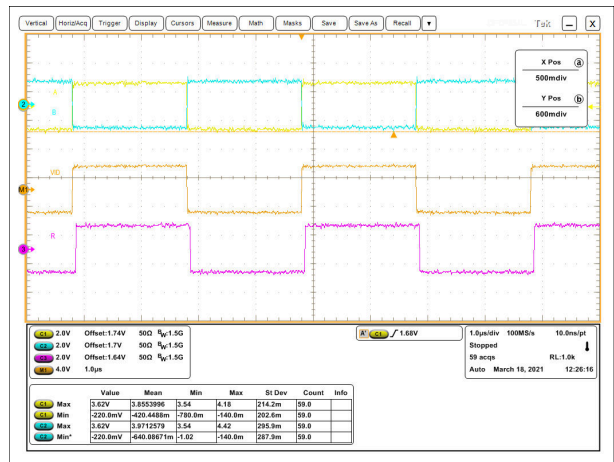 Vertical Horiz/Acq Trigger Display Cursors Measure Math Masks Save Save As Recall ▼ Tek — X
X Pos a
500mdiv
Y Pos b
600mdiv
A
2
B
VID
M1
R
3
C1 2.0V Offset:1.74V 50Ω BW:1.5G
C2 2.0V Offset:1.7V 50Ω BW:1.5G
C3 2.0V Offset:1.64V 50Ω BW:1.5G
M1 4.0V 1.0µs
A' C1 1.68V
1.0µs/div 100MS/s 10.0ns/pt
Stopped
59 acqs RL:1.0k
Auto March 18, 2021 12:26:16
Value Mean Min Max St Dev Count Info
C1 Max 3.62V 3.8553996 3.54 4.18 214.2m 59.0
C1 Min -220.0mV -420.4488m -780.0m -140.0m 202.6m 59.0
C2 Max 3.62V 3.9712579 3.54 4.42 295.9m 59.0
C2 Min* -220.0mV -640.08671m -1.02 -140.0m 287.9m 59.0